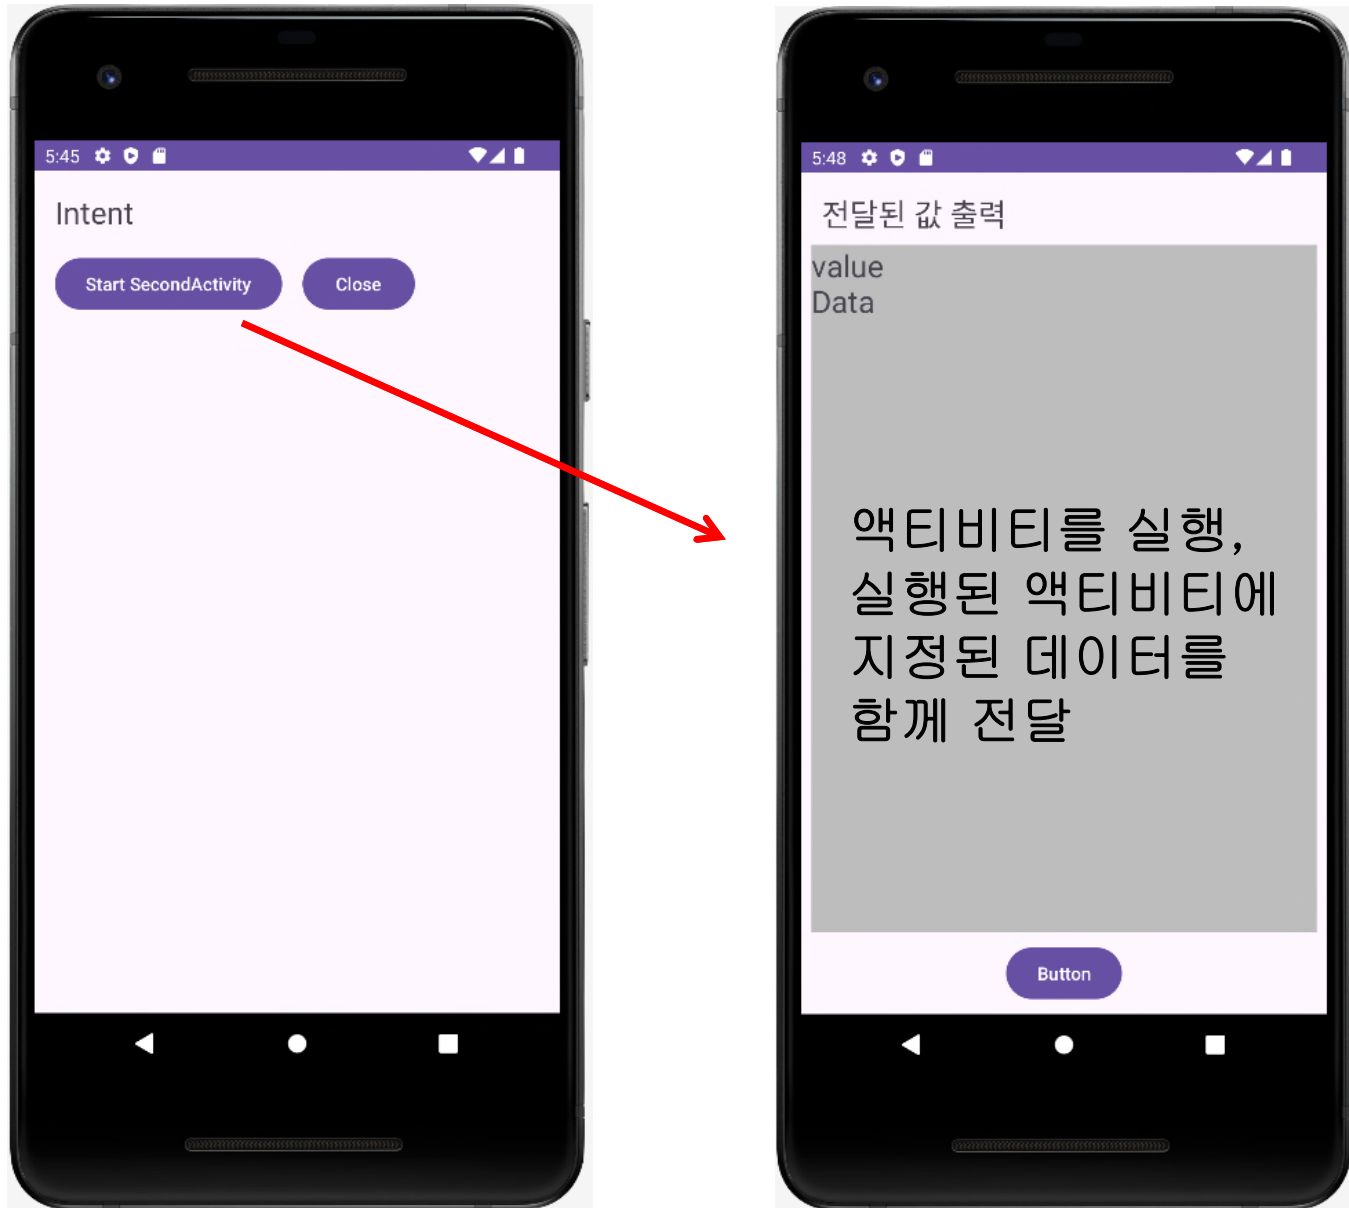 5:45
Intent
Start SecondActivity
Close
5:48
전달된 값 출력
value
Data
액티비티를 실행,
실행된 액티비티에
지정된 데이터를
함께 전달
Button